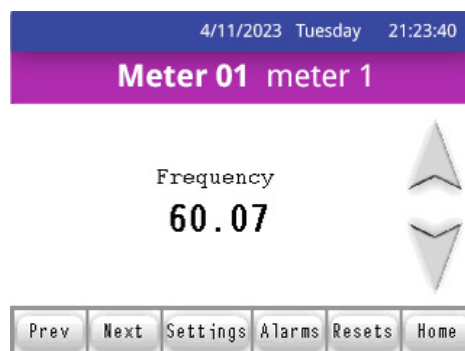 4/11/2023 Tuesday 21:23:40
Meter 01 meter 1
Frequency
60.07
Prev Next Settings Alarms Resets Home